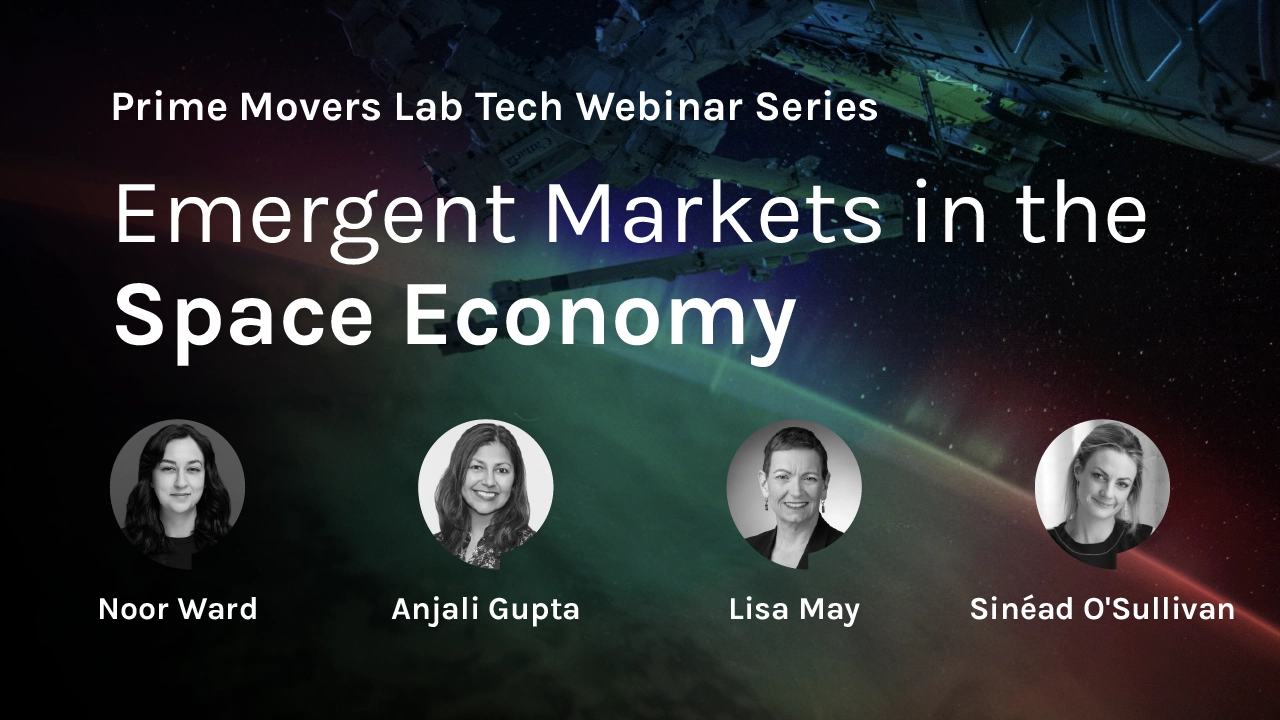 Prime Movers Lab Tech Webinar Series
Emergent Markets in the
Space Economy
Noor Ward
Anjali Gupta
Lisa May
Sinéad O'Sullivan